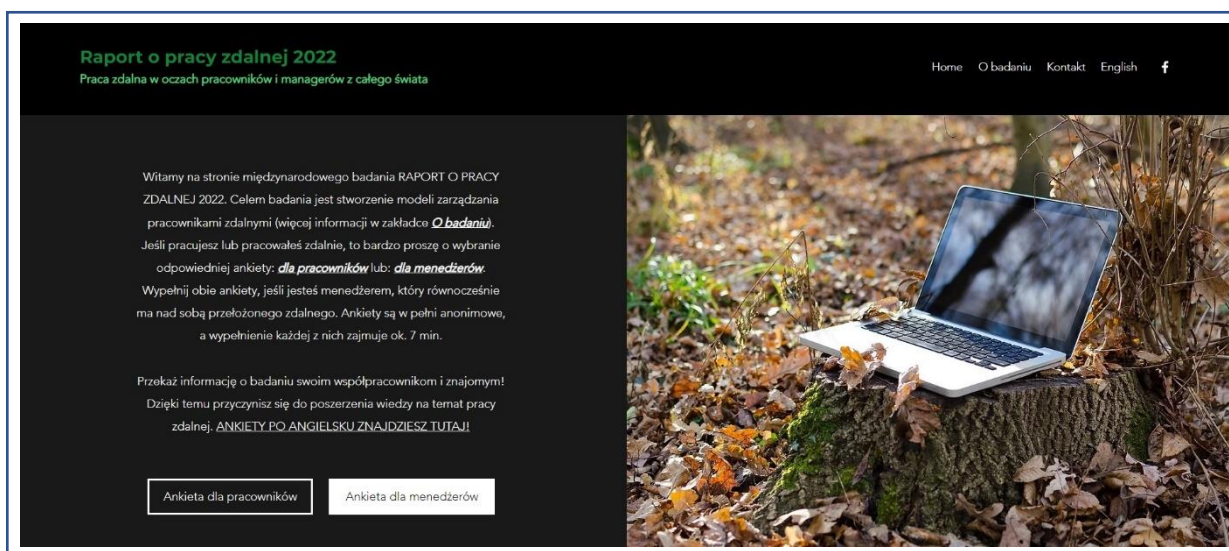 Raport o pracy zdalnej 2022
Praca zdalna w oczach pracowników i managerów z całego świata
Home O badaniu Kontakt English f
Witamy na stronie międzynarodowego badania RAPORT O PRACY
ZDALNEJ 2022. Celem badania jest stworzenie modeli zarządzania
pracownikami zdalnymi (więcej informacji w zakładce O badaniu).
Jeśli pracujesz lub pracowałeś zdalnie, to bardzo proszę o wybranie
odpowiedniej ankiety: dla pracowników lub: dla menedżerów.
Wypełnij obie ankiety, jeśli jesteś menedżerem, który równocześnie
ma nad sobą przełożonego zdalnego. Ankiety są w pełni anonimowe,
a wypełnienie każdej z nich zajmuje ok. 7 min.
Przekaż informację o badaniu swoim współpracownikom i znajomym!
Dzięki temu przyczynisz się do poszerzenia wiedzy na temat pracy
zdalnej. ANKIETY PO ANGIELSKU ZNAJDZIESZ TUTAJ!
Ankieta dla pracowników
Ankieta dla menedżerów